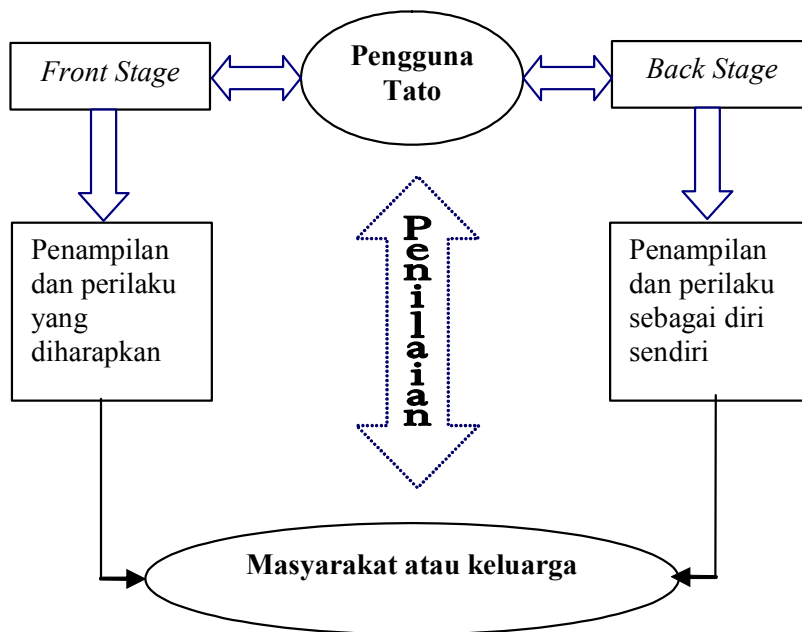 Front Stage
Pengguna
Tato
Back Stage
Penampilan
dan perilaku
yang
diharapkan
Penilaian
Penampilan
dan perilaku
sebagai diri
sendiri
Masyarakat atau keluarga